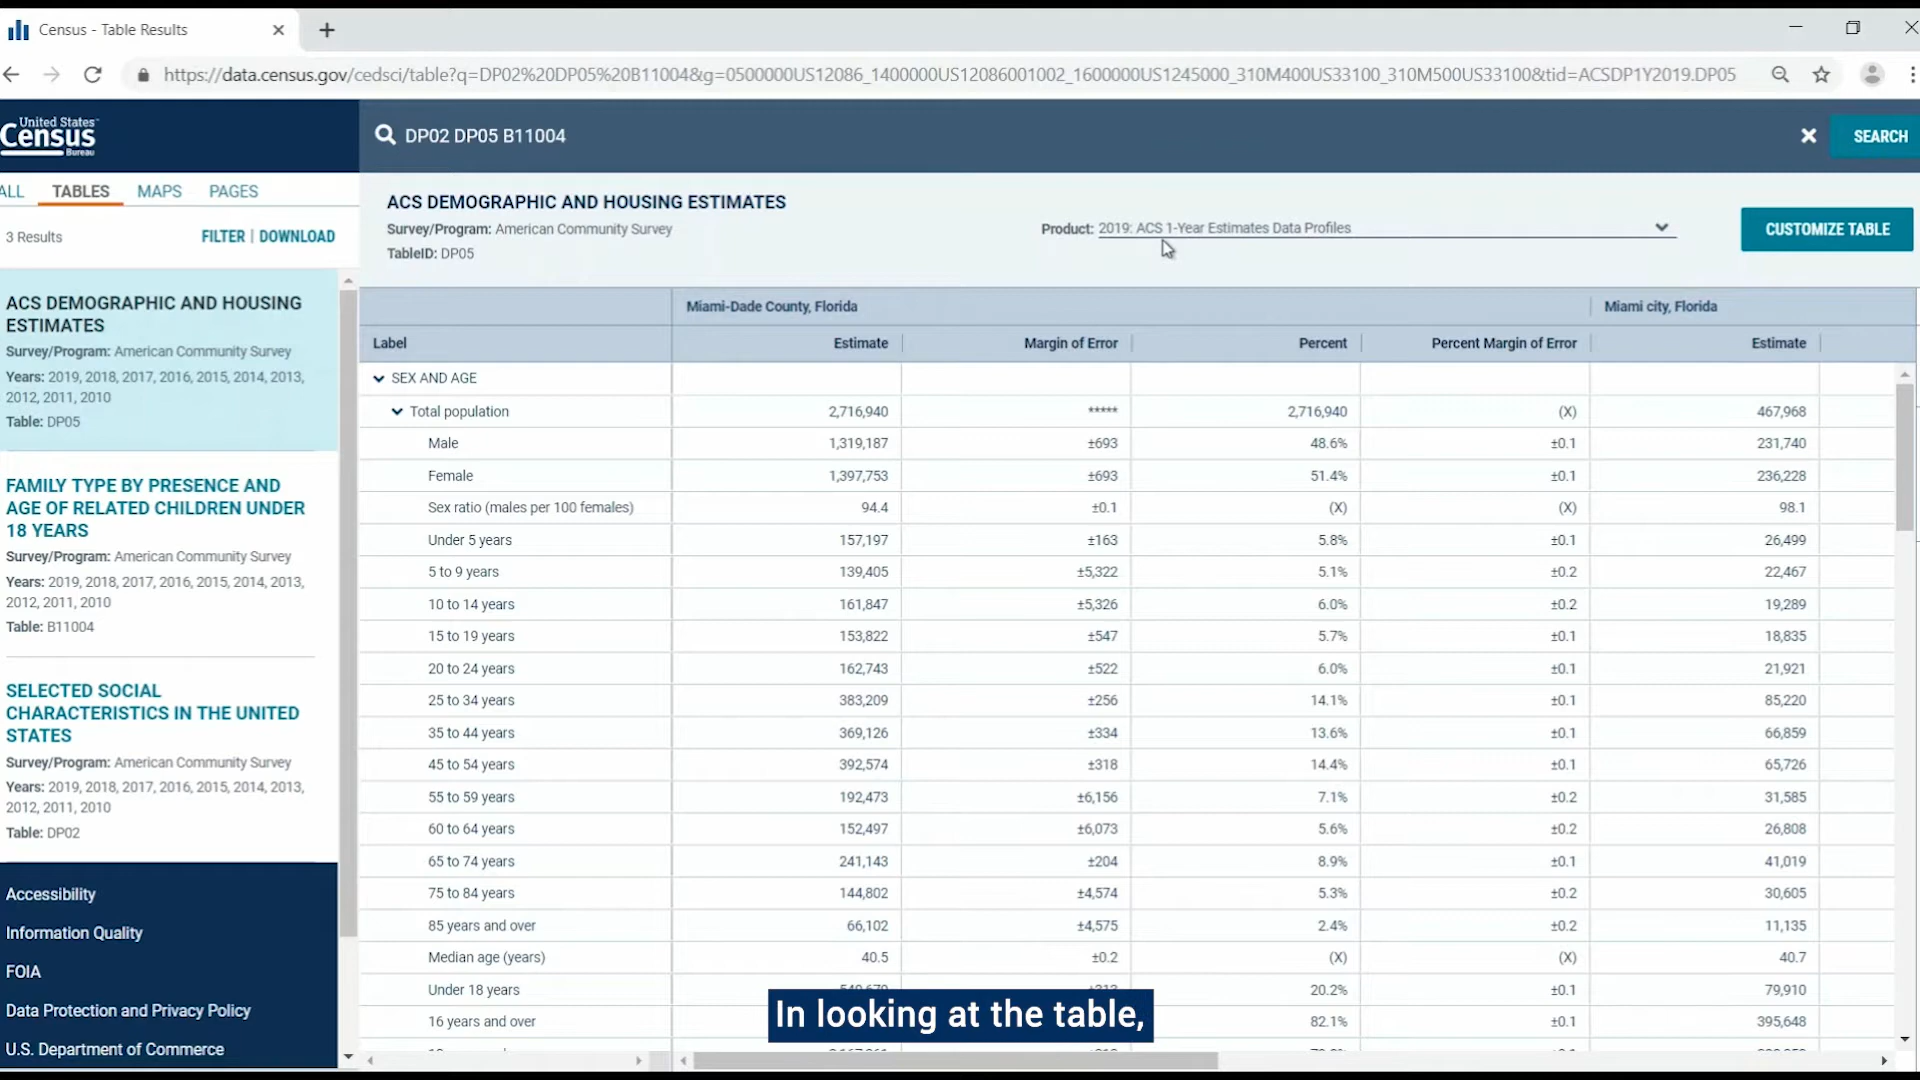 Census - Table Results
https://data.census.gov/cedsci/table?q=DP02%20DP05%20B11004&g=0500000US12086_1400000US12086001002_1600000US1245000_310M400US33100_310M500US33100&tid=ACSDP1Y2019.DP05
United States
Census
Bureau
DP02 DP05 B11004
SEARCH
ALL TABLES MAPS PAGES
3 Results FILTER | DOWNLOAD
ACS DEMOGRAPHIC AND HOUSING
ESTIMATES
Survey/Program: American Community Survey
Years: 2019, 2018, 2017, 2016, 2015, 2014, 2013,
2012, 2011, 2010
Table: DP05
FAMILY TYPE BY PRESENCE AND
AGE OF RELATED CHILDREN UNDER
18 YEARS
Survey/Program: American Community Survey
Years: 2019, 2018, 2017, 2016, 2015, 2014, 2013,
2012, 2011, 2010
Table: B11004
SELECTED SOCIAL
CHARACTERISTICS IN THE UNITED
STATES
Survey/Program: American Community Survey
Years: 2019, 2018, 2017, 2016, 2015, 2014, 2013,
2012, 2011, 2010
Table: DP02
Accessibility
Information Quality
FOIA
Data Protection and Privacy Policy
U.S. Department of Commerce
ACS DEMOGRAPHIC AND HOUSING ESTIMATES
Survey/Program: American Community Survey
TableID: DP05
Product: 2019: ACS 1-Year Estimates Data Profiles
CUSTOMIZE TABLE
Miami-Dade County, Florida Miami city, Florida
Label Estimate Margin of Error Percent Percent Margin of Error Estimate
SEX AND AGE
Total population 2,716,940 ***** 2,716,940 (X) 467,968
Male 1,319,187 ±693 48.6% ±0.1 231,740
Female 1,397,753 ±693 51.4% ±0.1 236,228
Sex ratio (males per 100 females) 94.4 ±0.1 (X) (X) 98.1
Under 5 years 157,197 ±163 5.8% ±0.1 26,499
5 to 9 years 139,405 ±5,322 5.1% ±0.2 22,467
10 to 14 years 161,847 ±5,326 6.0% ±0.2 19,289
15 to 19 years 153,822 ±547 5.7% ±0.1 18,835
20 to 24 years 162,743 ±522 6.0% ±0.1 21,921
25 to 34 years 383,209 ±256 14.1% ±0.1 85,220
35 to 44 years 369,126 ±334 13.6% ±0.1 66,859
45 to 54 years 392,574 ±318 14.4% ±0.1 65,726
55 to 59 years 192,473 ±6,156 7.1% ±0.2 31,585
60 to 64 years 152,497 ±6,073 5.6% ±0.2 26,808
65 to 74 years 241,143 ±204 8.9% ±0.1 41,019
75 to 84 years 144,802 ±4,574 5.3% ±0.2 30,605
85 years and over 66,102 ±4,575 2.4% ±0.2 11,135
Median age (years) 40.5 ±0.2 (X) (X) 40.7
Under 18 years 20.2% ±0.1 79,910
16 years and over 82.1% ±0.1 395,648
In looking at the table,